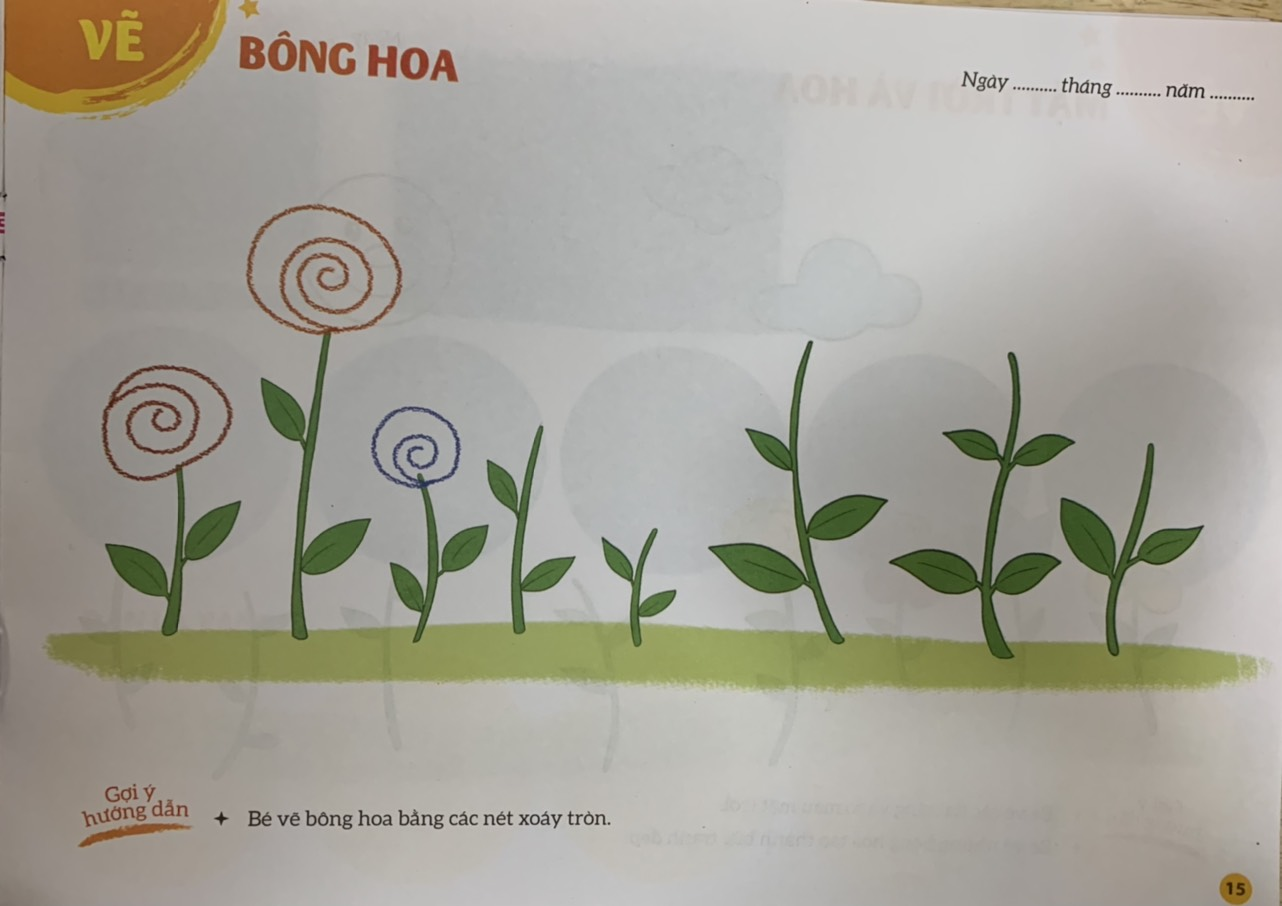 VẼ
BÔNG HOA
Ngày .......... tháng .......... năm ..........
Gợi ý
hướng dẫn
Bé vẽ bông hoa bằng các nét xoáy tròn.
15